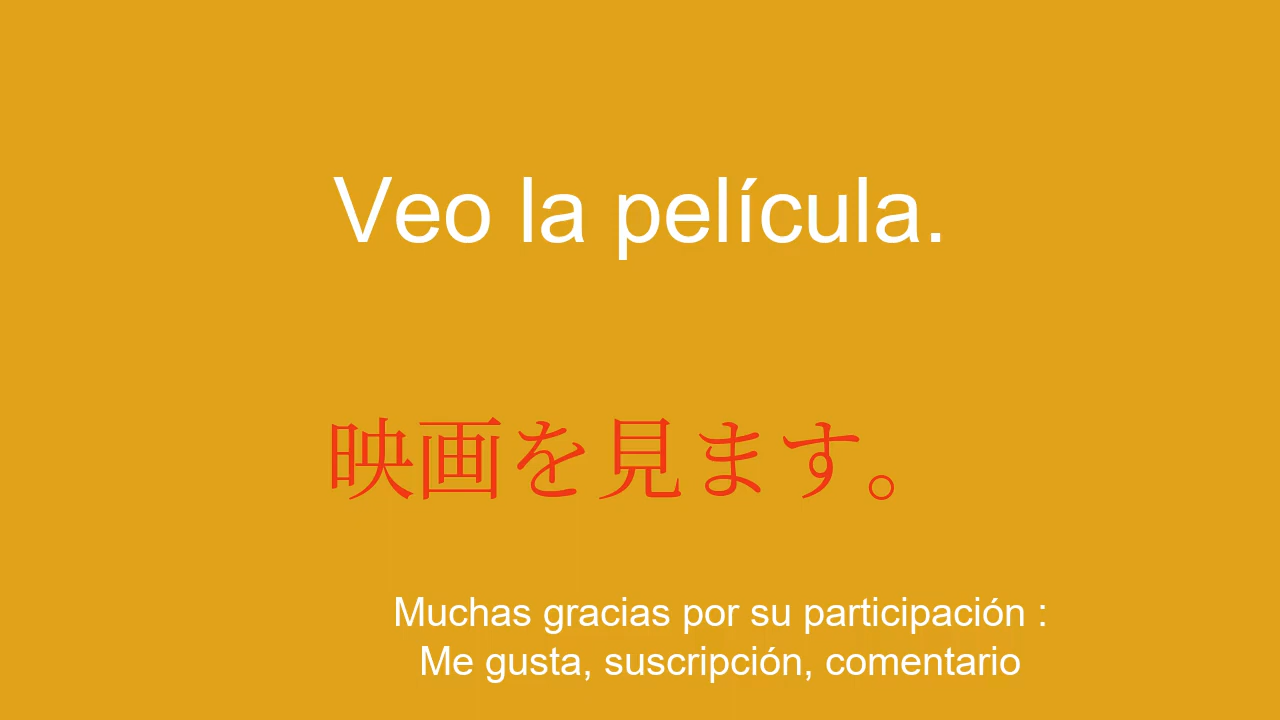 Veo la película.
映画を見ます。
Muchas gracias por su participación :
Me gusta, suscripción, comentario